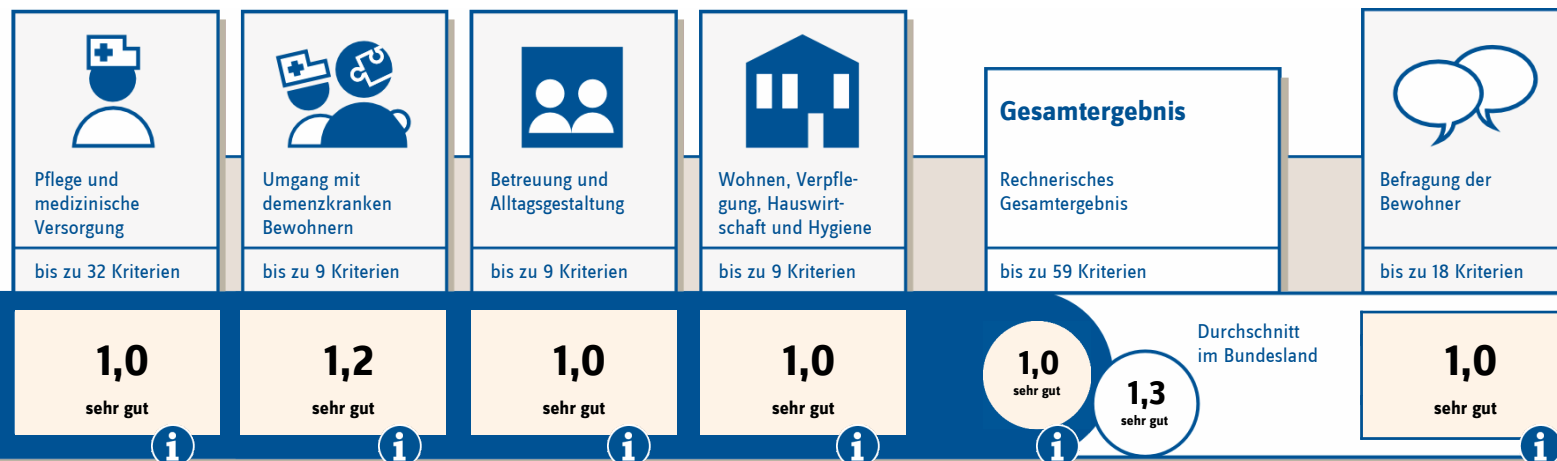 Pflege und
medizinische
Versorgung
bis zu 32 Kriterien
1,0
sehr gut
i
Umgang mit
demenzkranken
Bewohnern
bis zu 9 Kriterien
1,2
sehr gut
i
Betreuung und
Alltagsgestaltung
bis zu 9 Kriterien
1,0
sehr gut
i
Wohnen, Verpfle-
gung, Hauswirt-
schaft und Hygiene
bis zu 9 Kriterien
1,0
sehr gut
i
Gesamtergebnis
Rechnerisches
Gesamtergebnis
bis zu 59 Kriterien
1,0
sehr gut
i
1,3
sehr gut
Durchschnitt
im Bundesland
Befragung der
Bewohner
bis zu 18 Kriterien
1,0
sehr gut
i